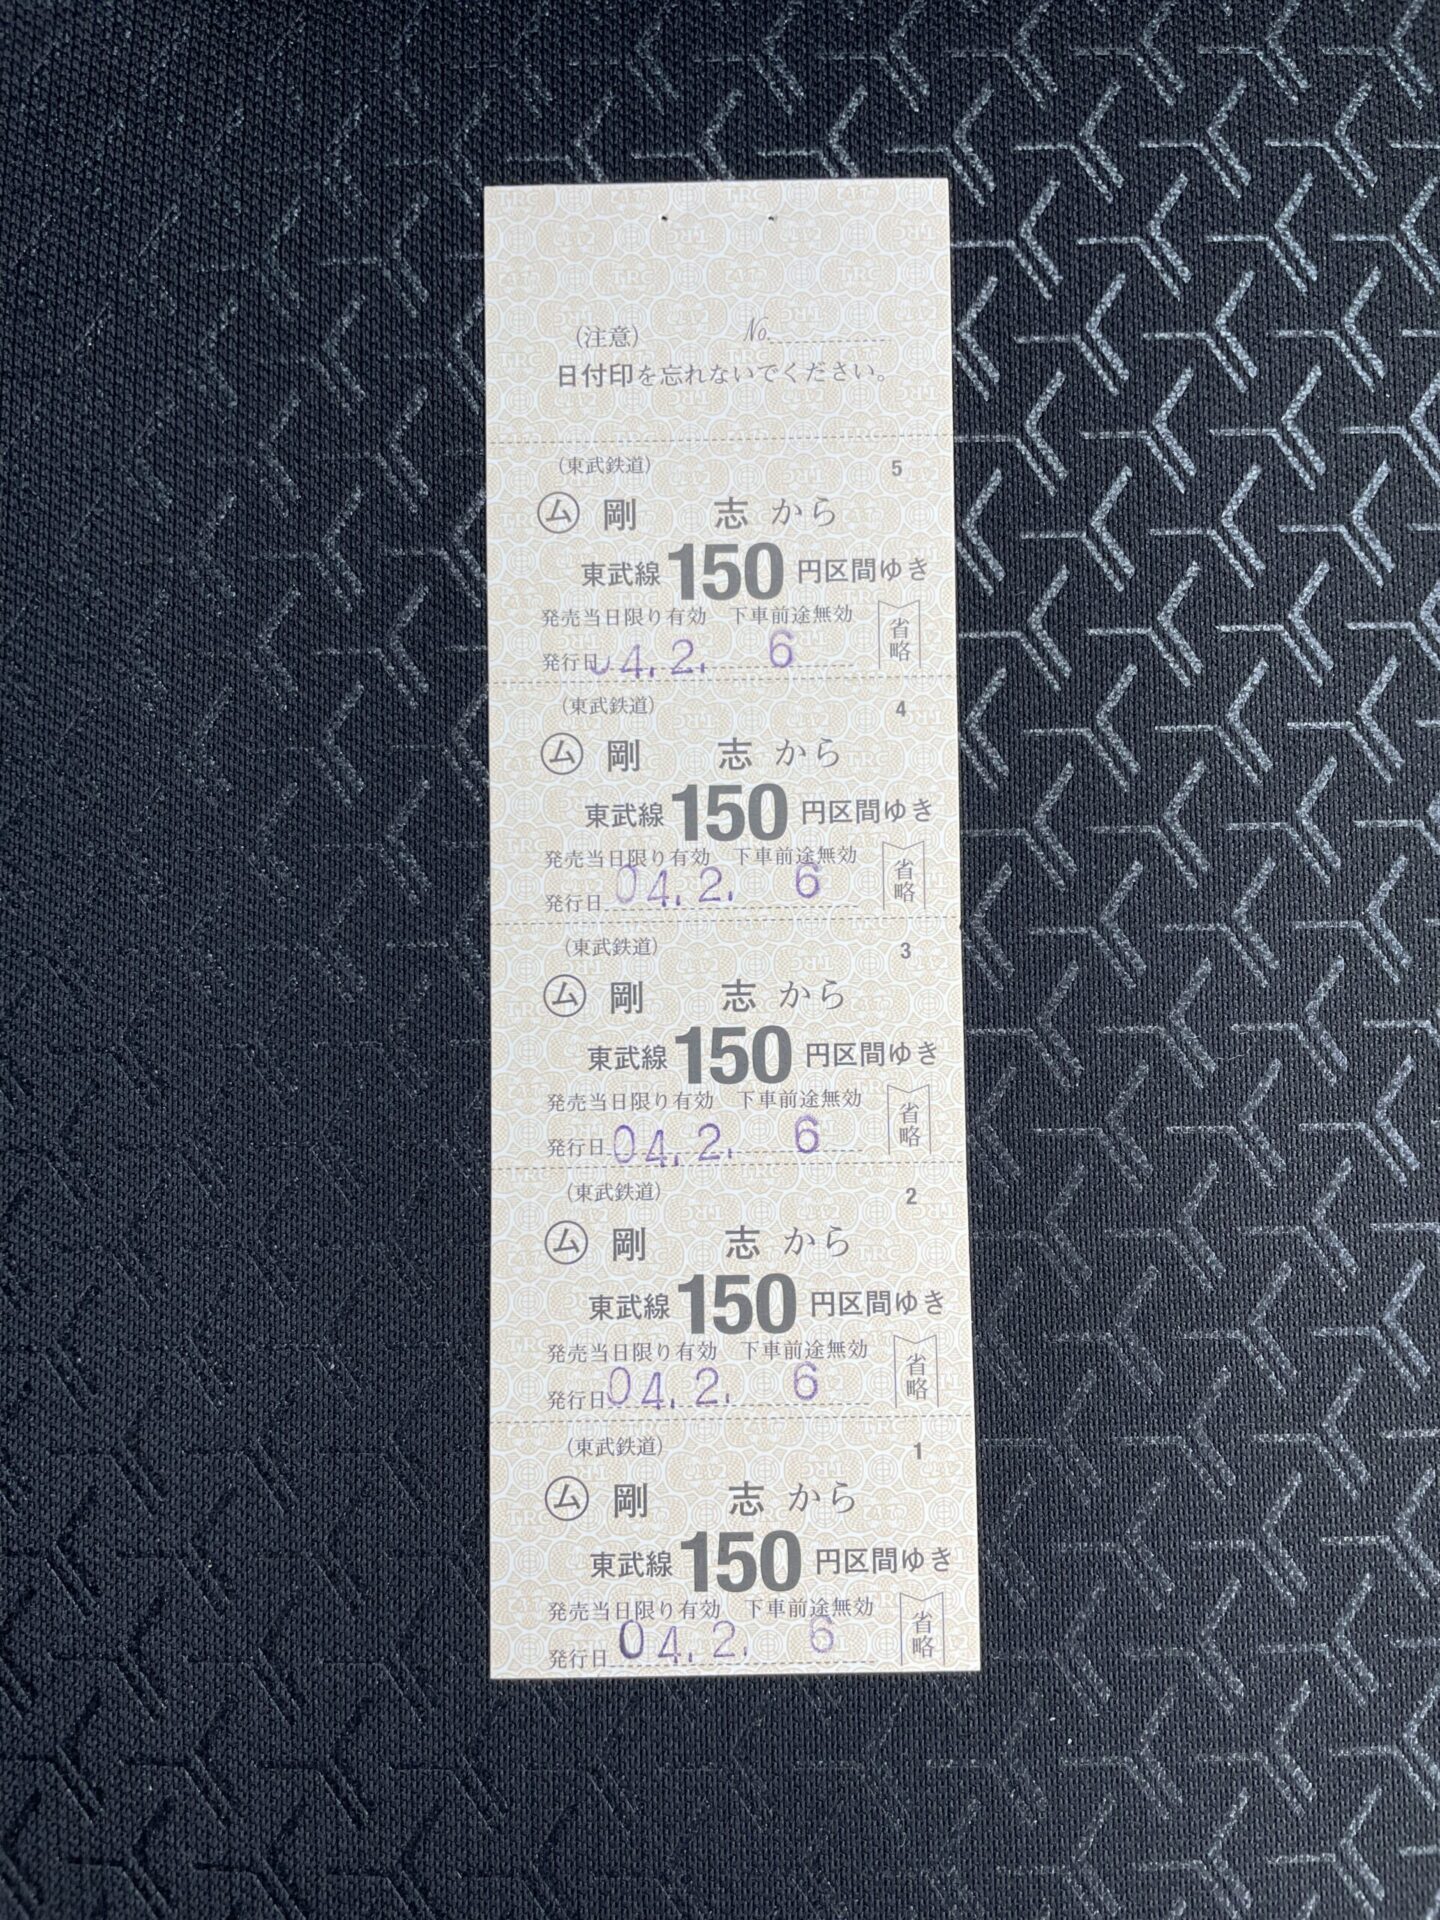 (注意) No.
日付印を忘れないでください。
(東武鉄道) 5
㋰ 剛 志 から
東武線 150 円区間ゆき
発売当日限り有効 下車前途無効
発行日 04. 2. 6 省略
(東武鉄道) 4
㋰ 剛 志 から
東武線 150 円区間ゆき
発売当日限り有効 下車前途無効
発行日 04. 2. 6 省略
(東武鉄道) 3
㋰ 剛 志 から
東武線 150 円区間ゆき
発売当日限り有効 下車前途無効
発行日 04. 2. 6 省略
(東武鉄道) 2
㋰ 剛 志 から
東武線 150 円区間ゆき
発売当日限り有効 下車前途無効
発行日 04. 2. 6 省略
(東武鉄道) 1
㋰ 剛 志 から
東武線 150 円区間ゆき
発売当日限り有効 下車前途無効
発行日 04. 2. 6 省略